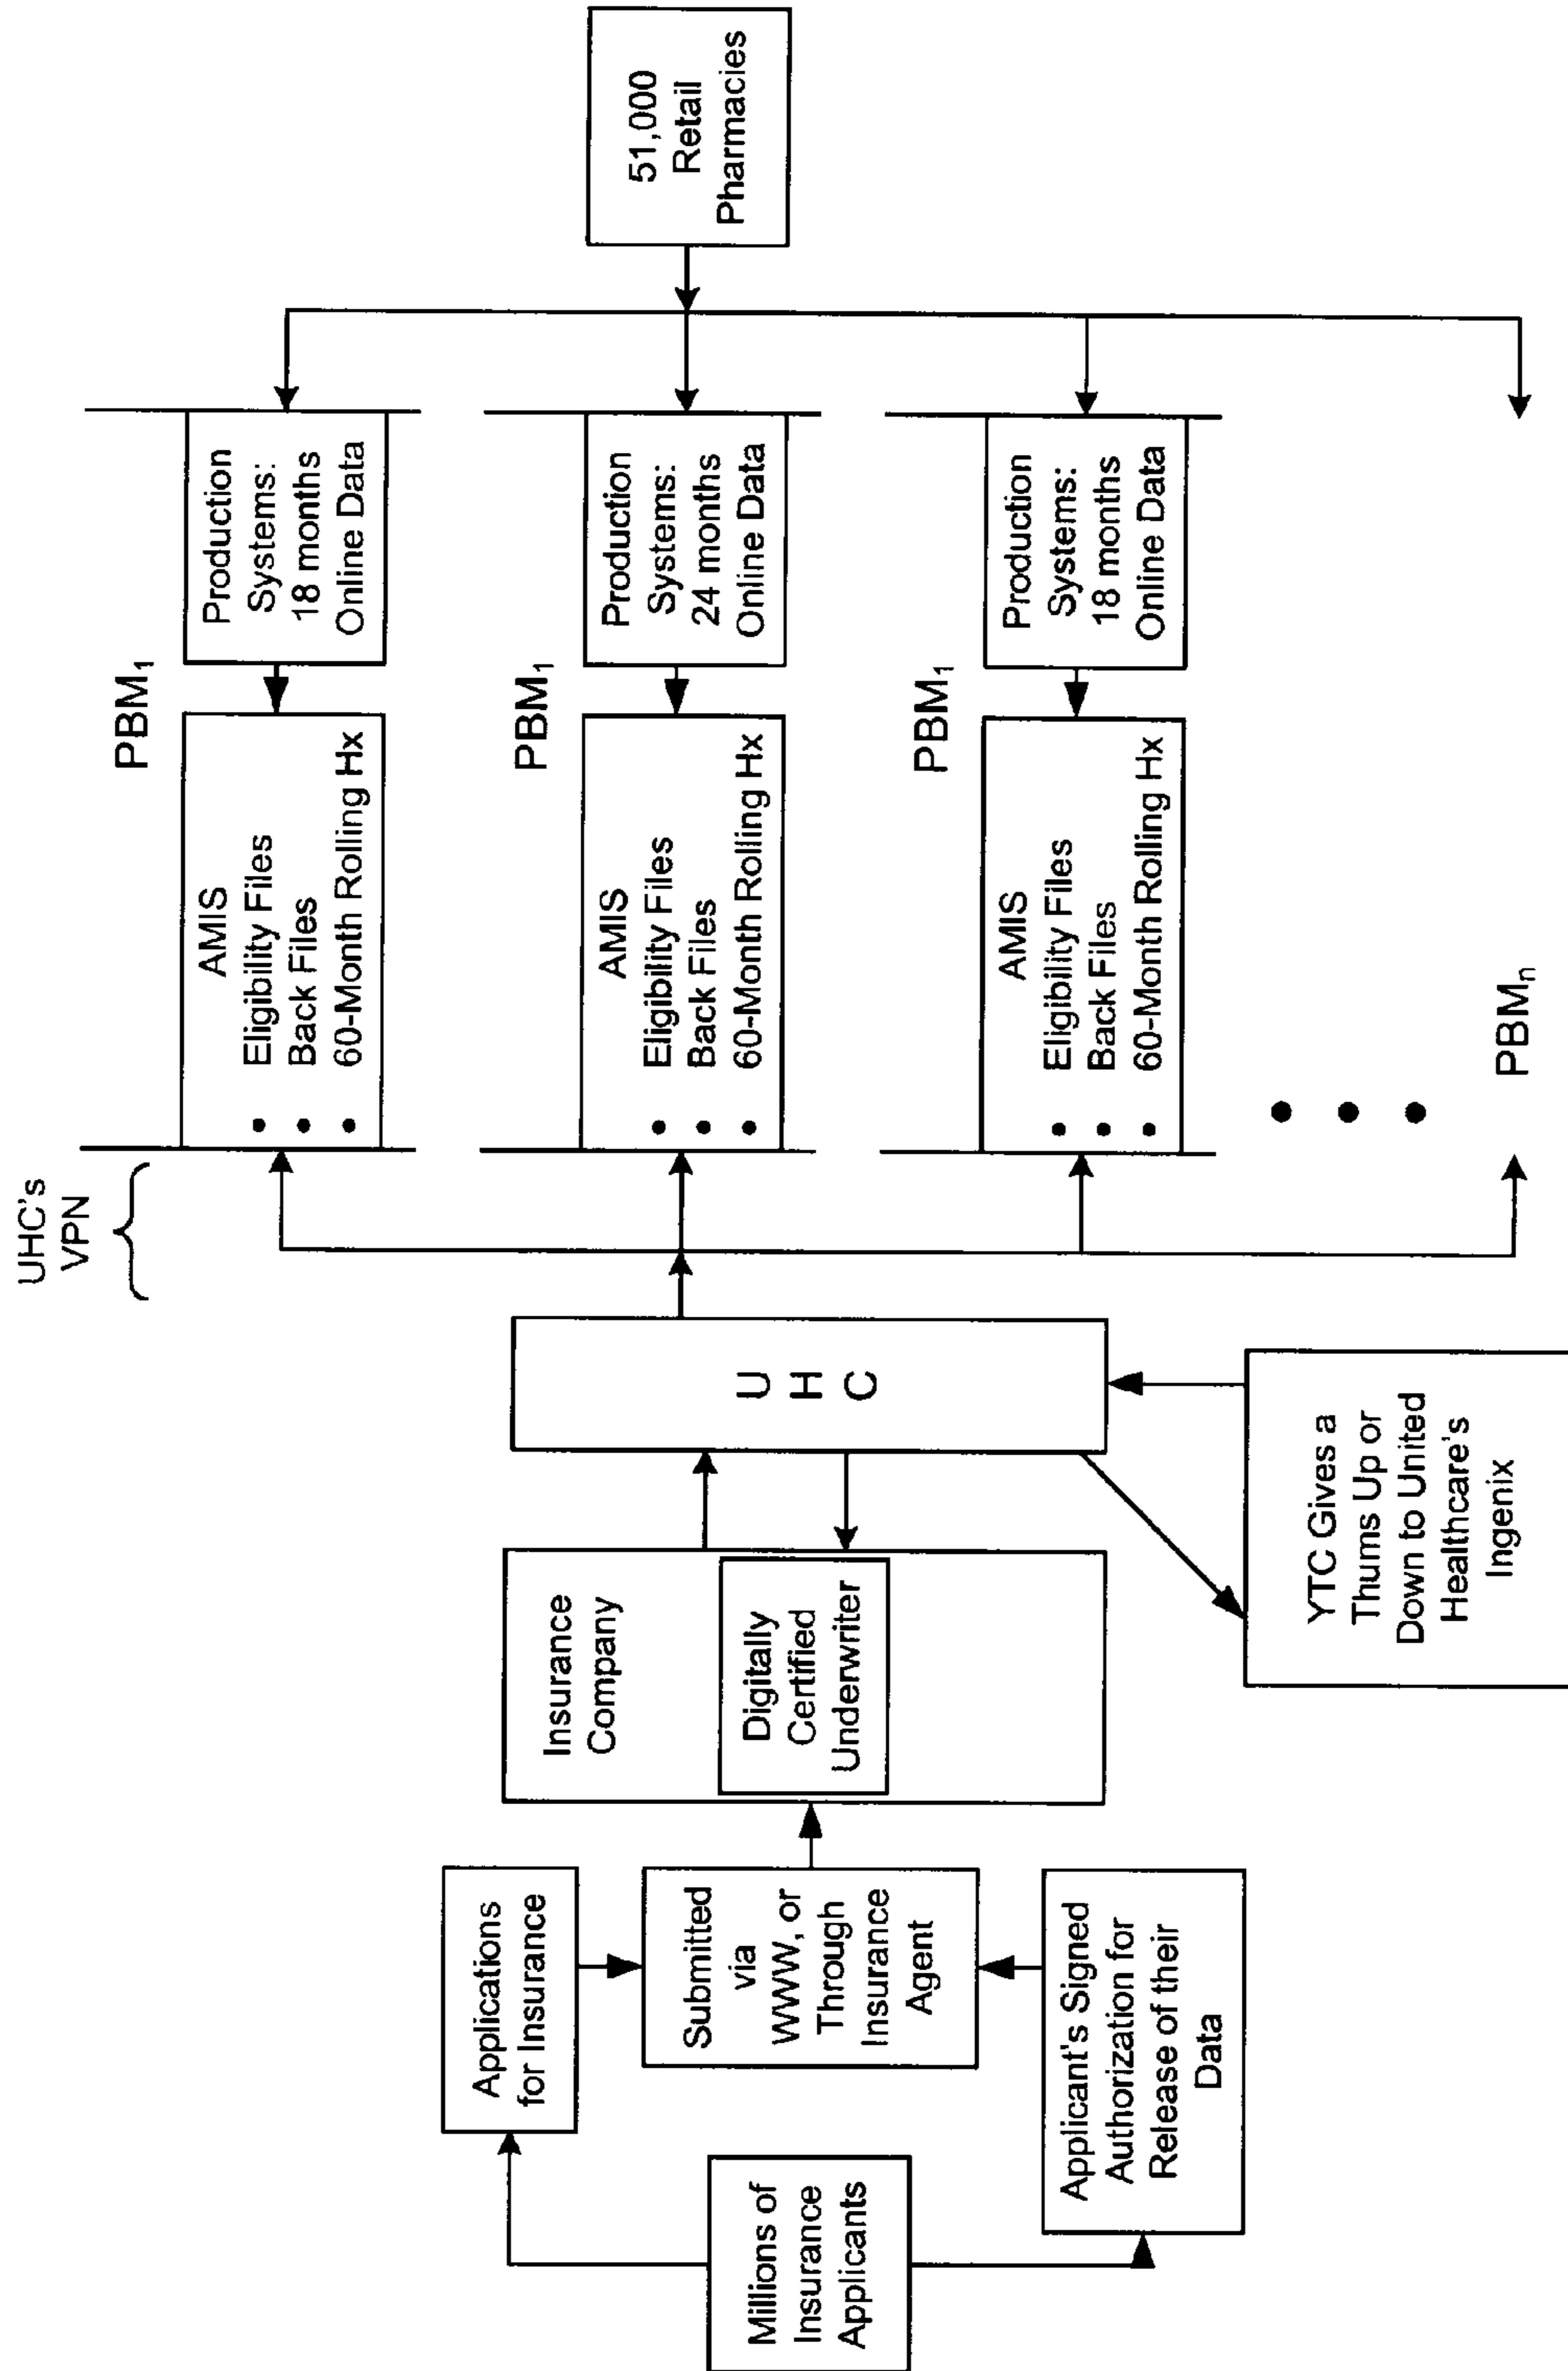 Millions of
Insurance
Applicants
Applications
for Insurance
Submitted
via
WWW, or
Through
Insurance
Agent
Applicant's Signed
Authorization for
Release of their
Data
Insurance
Company
Digitally
Certified
Underwriter
U
H
C
YTC Gives a
Thums Up or
Down to United
Healthcare's
Ingenix
UHC's
VPN
PBM₁
AMIS
• Eligibility Files
• Back Files
• 60-Month Rolling Hx
Production
Systems:
18 months
Online Data
PBM₁
AMIS
• Eligibility Files
• Back Files
• 60-Month Rolling Hx
Production
Systems:
24 months
Online Data
PBM₁
AMIS
• Eligibility Files
• Back Files
• 60-Month Rolling Hx
Production
Systems:
18 months
Online Data
PBMₙ
51,000
Retail
Pharmacies